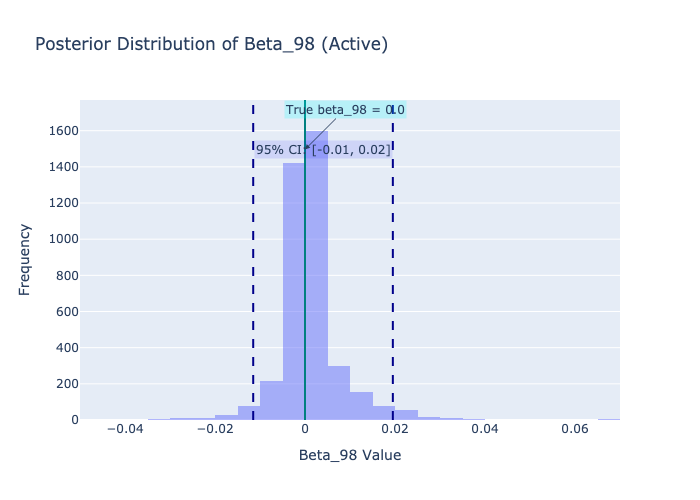 Posterior Distribution of Beta_98 (Active)
True beta_98 = 0.0
95% CI: [-0.01, 0.02]
Frequency
1600
1400
1200
1000
800
600
400
200
0
−0.04 −0.02 0 0.02 0.04 0.06
Beta_98 Value